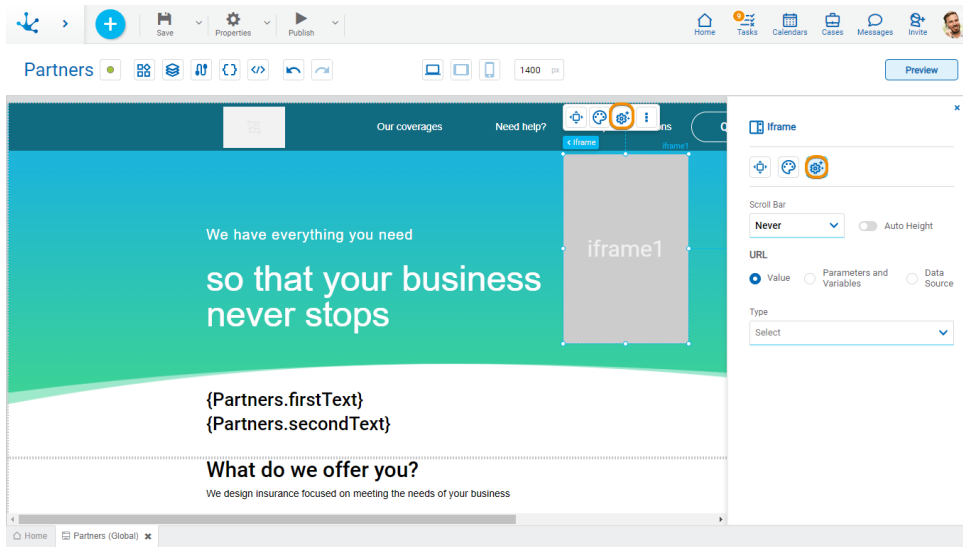 Save
Properties
Publish
Home
9
Tasks
Calendars
Cases
Messages
Invite
Partners
1400 px
Preview
Our coverages
Need help?
ns
Q
< Iframe
iframe1
iframe1
We have everything you need
so that your business
never stops
{Partners.firstText}
{Partners.secondText}
What do we offer you?
We design insurance focused on meeting the needs of your business
Iframe
Scroll Bar
Never
Auto Height
URL
Value
Parameters and
Variables
Data
Source
Type
Select
Home
Partners (Global)